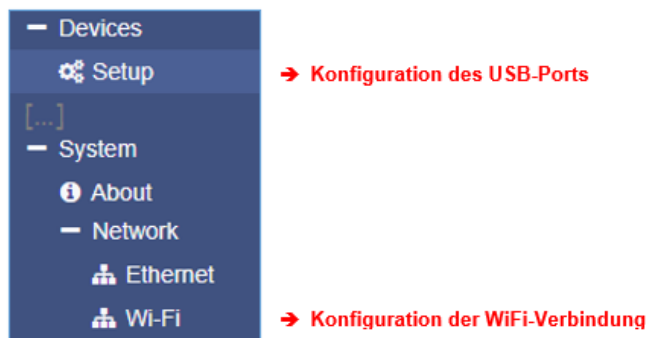 Devices
Setup → Konfiguration des USB-Ports
[...]
System
About
Network
Ethernet
Wi-Fi → Konfiguration der WiFi-Verbindung